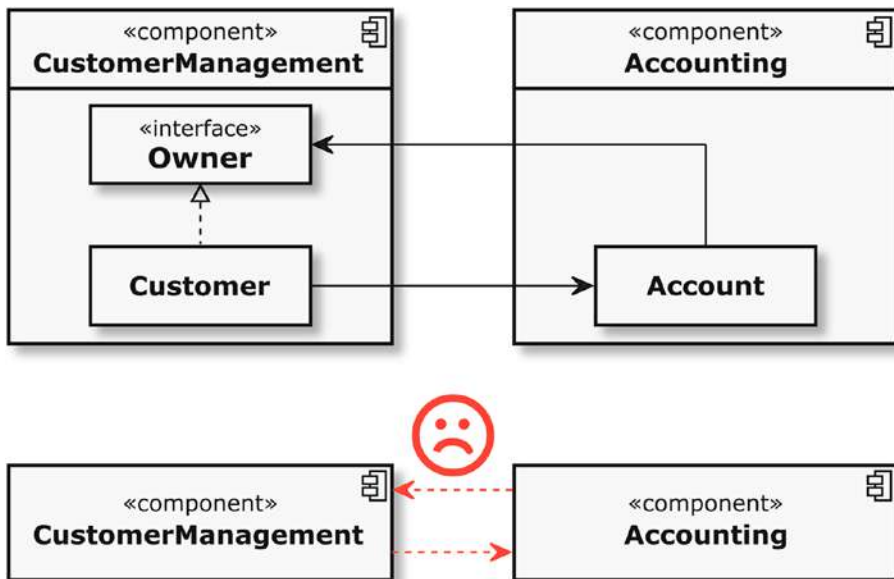 «component»
CustomerManagement
«interface»
Owner
Customer
«component»
Accounting
Account
«component»
CustomerManagement
«component»
Accounting